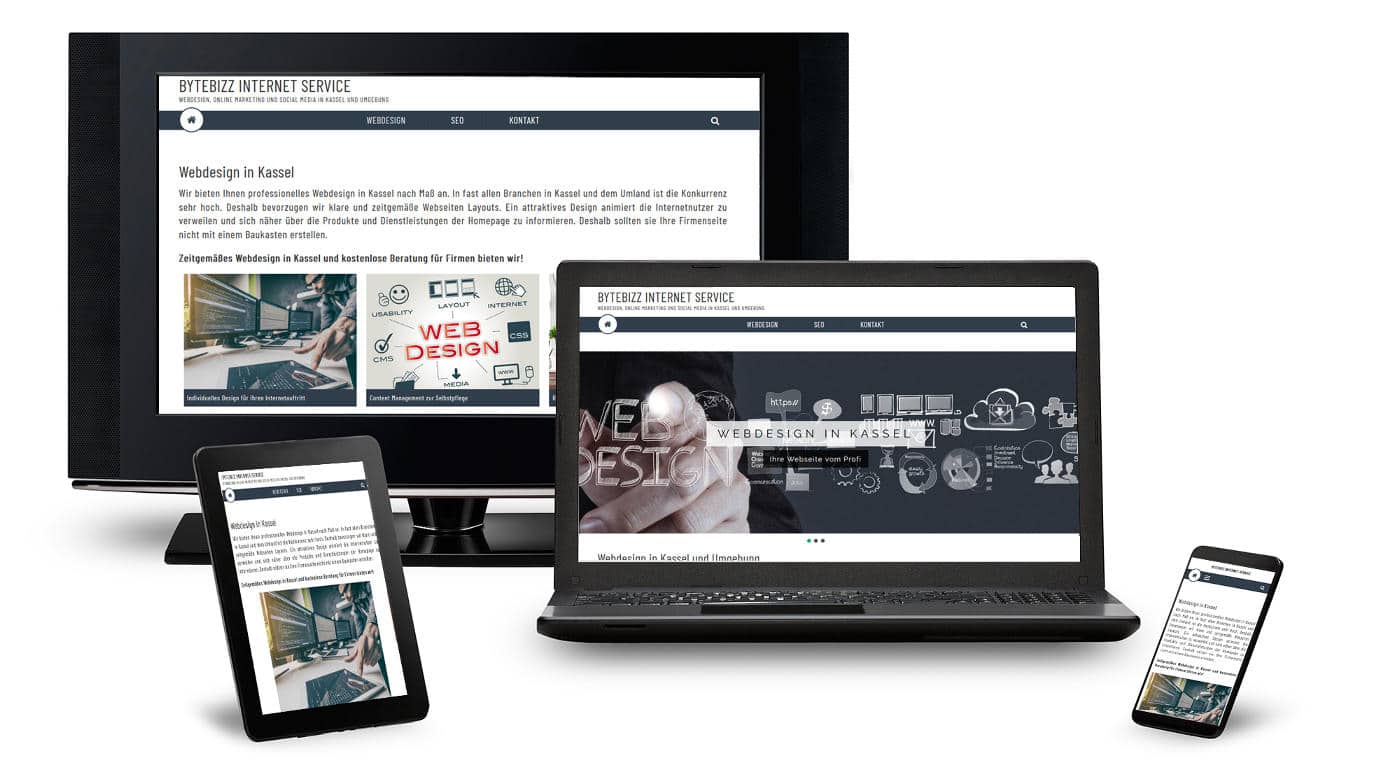 BYTEBIZZ INTERNET SERVICE
WEBDESIGN, ONLINE MARKETING UND SOCIAL MEDIA IN KASSEL UND UMGEBUNG
WEBDESIGN SEO KONTAKT
Webdesign in Kassel
Wir bieten Ihnen professionelles Webdesign in Kassel nach Maß an. In fast allen Branchen in Kassel und dem Umland ist die Konkurrenz
sehr hoch. Deshalb bevorzugen wir klare und zeitgemäße Webseiten Layouts. Ein attraktives Design animiert die Internetnutzer zu
verweilen und sich näher über die Produkte und Dienstleistungen der Homepage zu informieren. Deshalb sollten sie Ihre Firmenseite
nicht mit einem Baukasten erstellen.
Zeitgemäßes Webdesign in Kassel und kostenlose Beratung für Firmen bieten wir!
USABILITY
LAYOUT
INTERNET
WEB
DESIGN
CSS
CMS
MEDIA
WWW
Individuelles Design für ihren Internetauftritt
Content Management zur Selbstpflege
BYTEBIZZ INTERNET SERVICE
WEBDESIGN, ONLINE MARKETING UND SOCIAL MEDIA IN KASSEL UND UMGEBUNG
WEBDESIGN SEO KONTAKT
https://
WEB
DESIGN
WWW
WEBDESIGN IN KASSEL
Ihre Webseite vom Profi
Communication
Webdesign in Kassel und Umgebung
BYTEBIZZ INTERNET SERVICE
WEBDESIGN SEO KONTAKT
Webdesign in Kassel
Zeitgemäßes Webdesign in Kassel und kostenlose Beratung für Firmen bieten wir!
BYTEBIZZ INTERNET SERVICE
Webdesign in Kassel
Zeitgemäßes Webdesign in Kassel und kostenlose
Beratung für Firmen bieten wir!